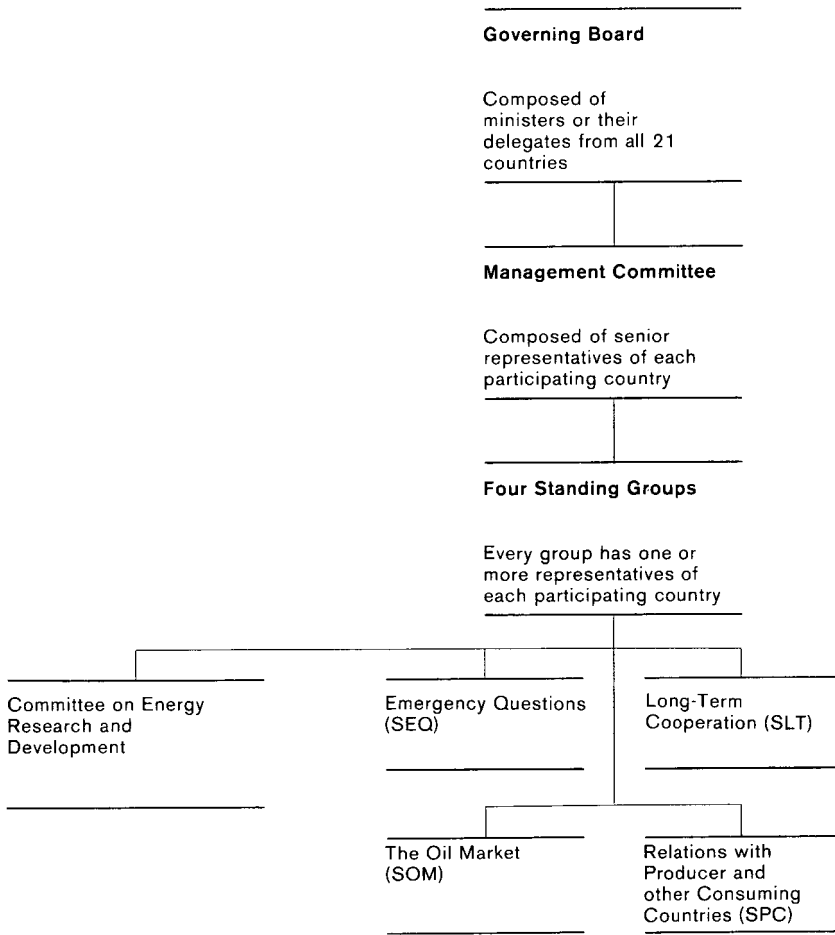 Governing Board
Composed of
ministers or their
delegates from all 21
countries
Management Committee
Composed of senior
representatives of each
participating country
Four Standing Groups
Every group has one or
more representatives of
each participating country
Committee on Energy
Research and
Development
Emergency Questions
(SEQ)
Long-Term
Cooperation (SLT)
The Oil Market
(SOM)
Relations with
Producer and
other Consuming
Countries (SPC)